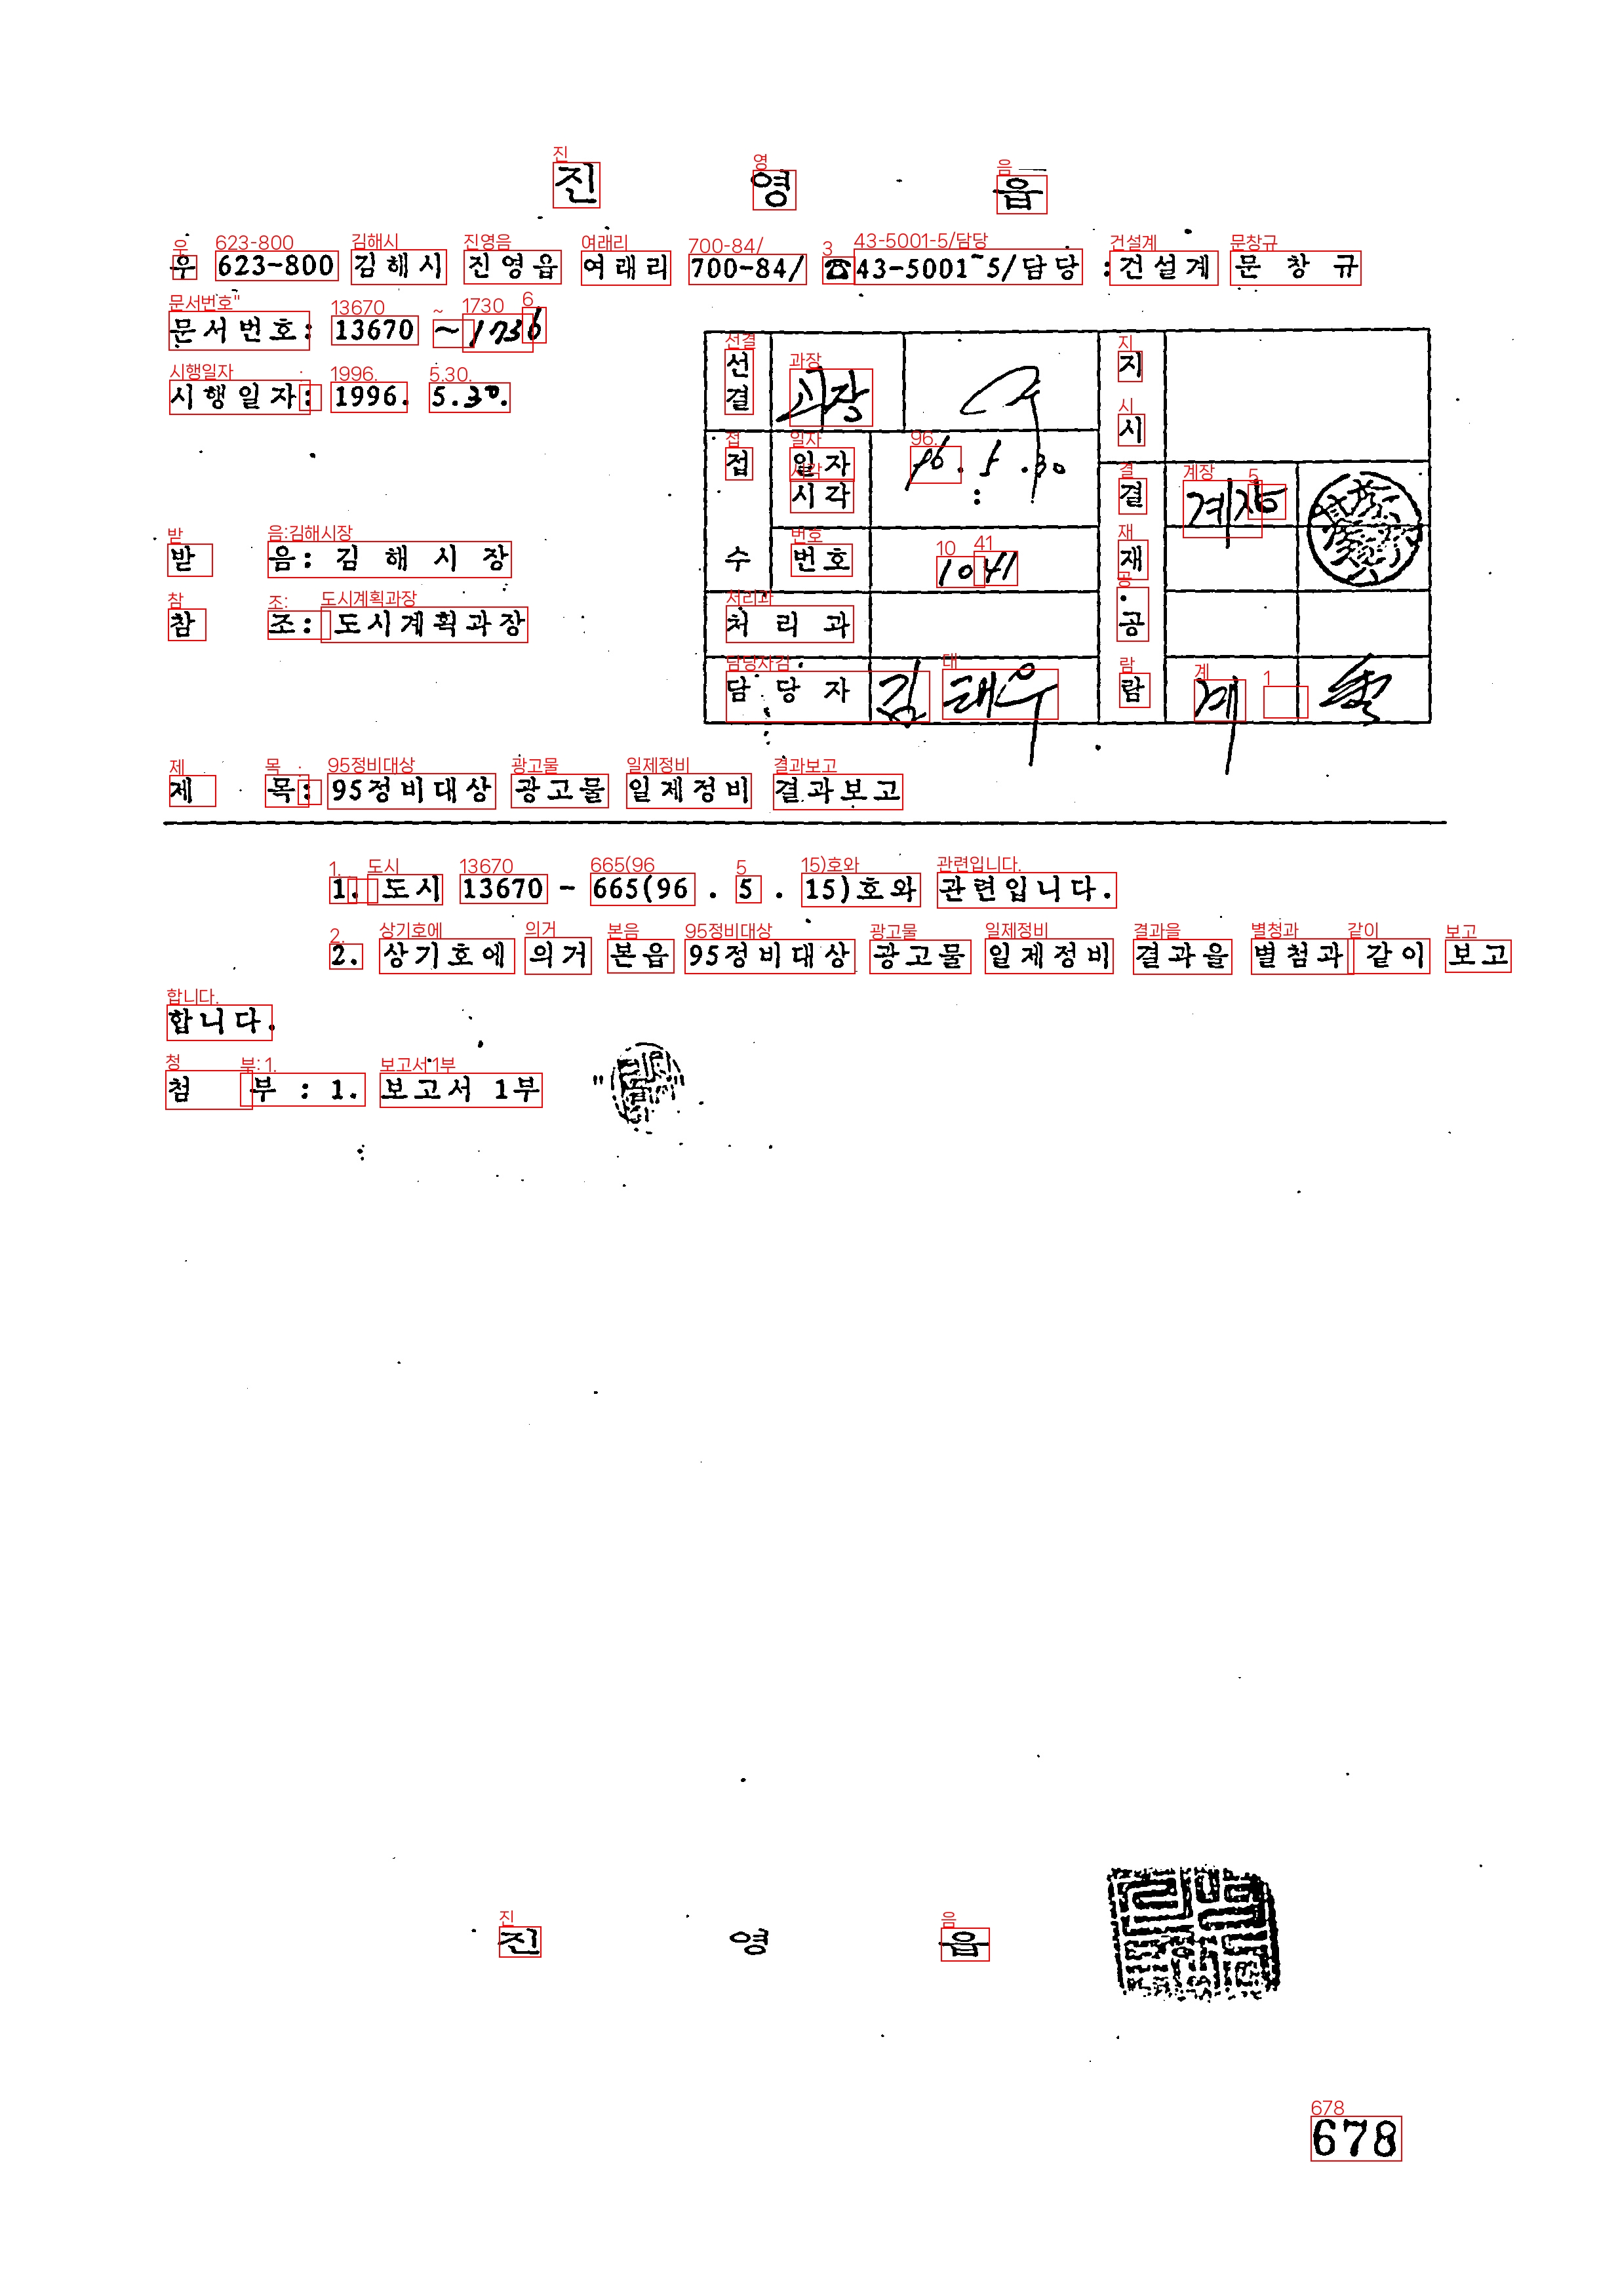 진 영 읍
우 623-800 김해시 진영읍 여래리 700-84/ ☎43-5001~5/담당 : 건설계 문 창 규
문서번호: 13670 ~ 1736
시행일자: 1996. 5.30.
선결 과장 지시
접수 일자 시각 96. 5 .30 :
결재 계장
번호 1041
처 리 과
공람
담 당 자 김태우 계
받 음: 김 해 시 장
참 조: 도시계획과장
제 목: 95정비대상 광고물 일제정비 결과보고
1. 도시 13670 - 665(96 . 5 . 15)호와 관련입니다.
2. 상기호에 의거 본읍 95정비대상 광고물 일제정비 결과을 별첨과 같이 보고
합니다.
첨 부 : 1. 보고서 1부
진 영 읍
678